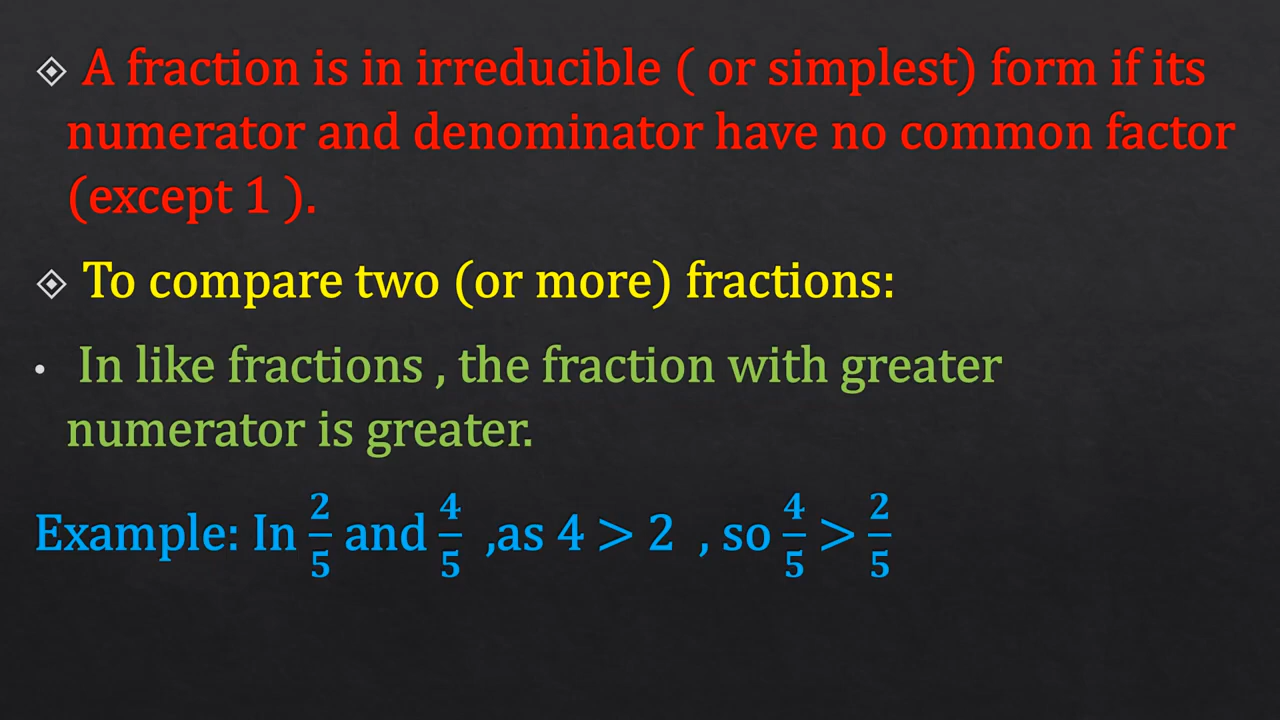 A fraction is in irreducible ( or simplest) form if its
numerator and denominator have no common factor
(except 1 ).
To compare two (or more) fractions:
• In like fractions , the fraction with greater
numerator is greater.
Example: In 2/5 and 4/5 ,as 4 > 2 , so 4/5 > 2/5